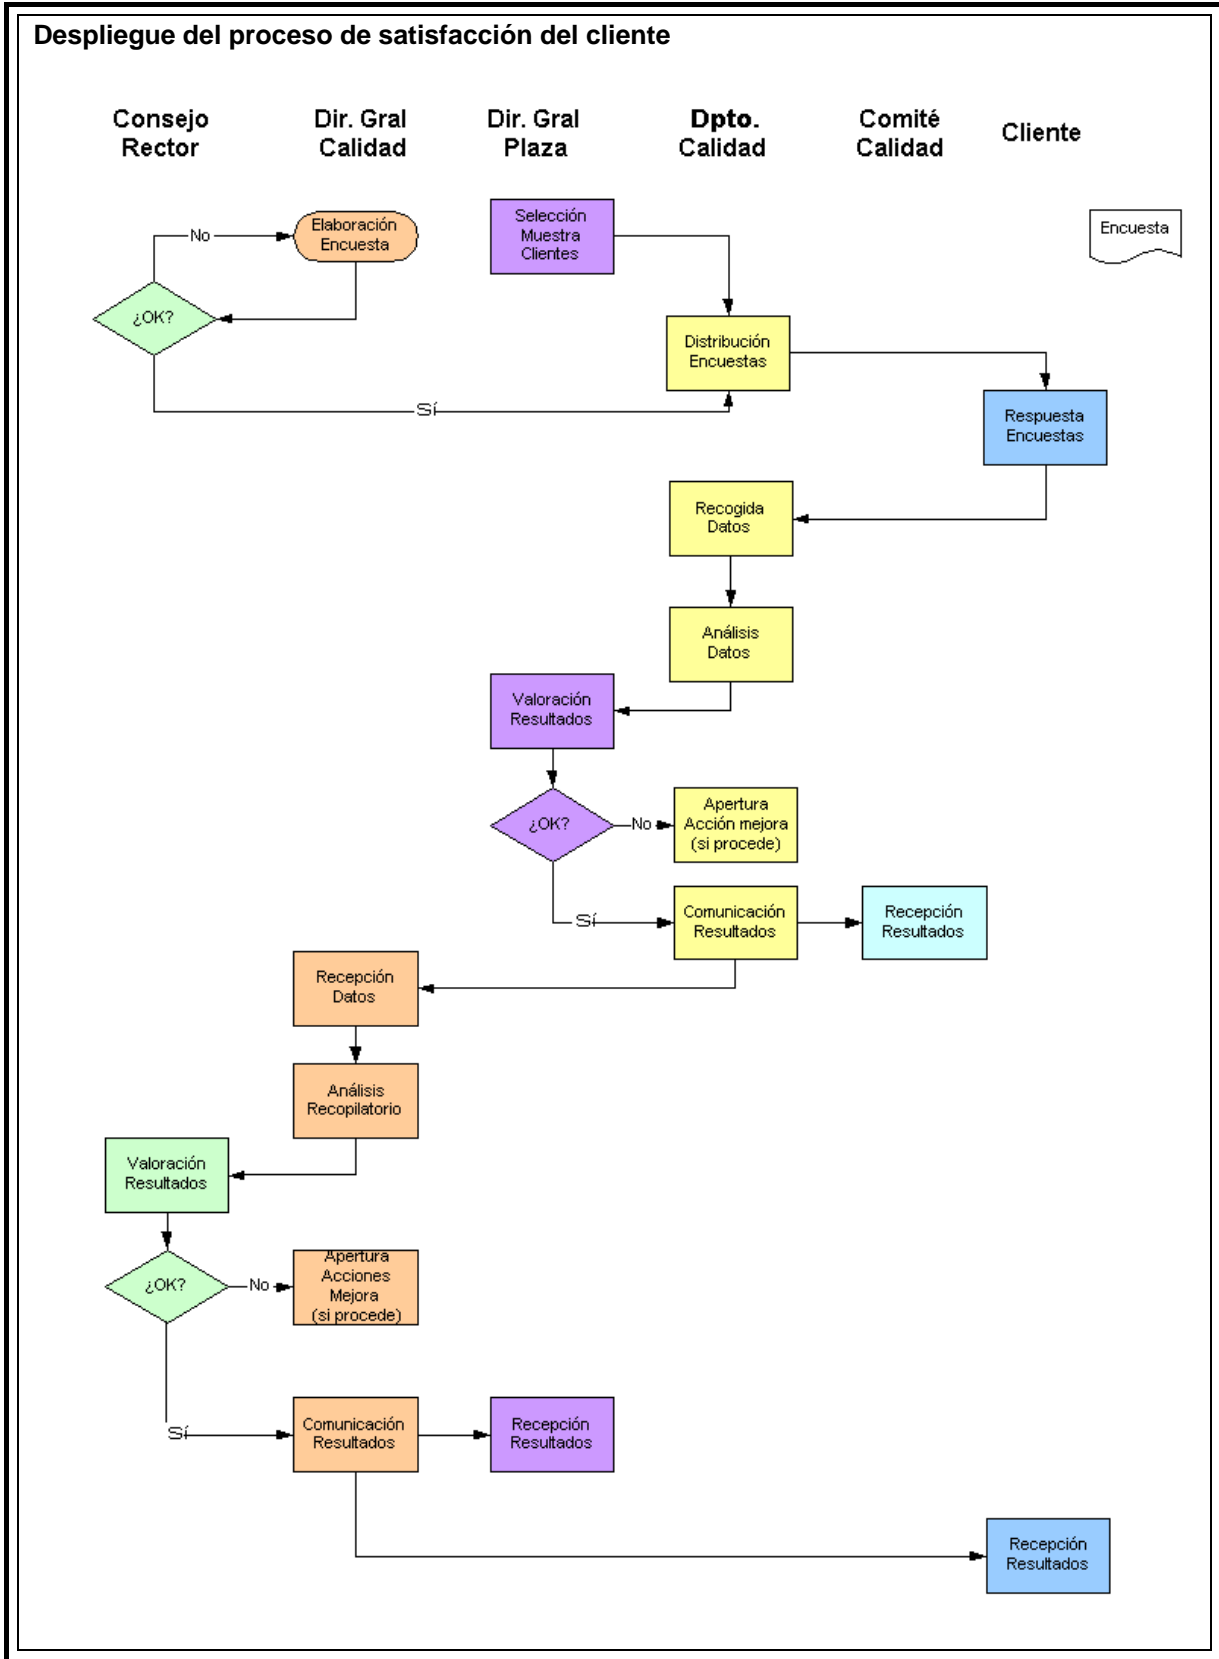 Despliegue del proceso de satisfacción del cliente
Consejo
Rector
Dir. Gral
Calidad
Dir. Gral
Plaza
Dpto.
Calidad
Comité
Calidad
Cliente
Elaboración
Encuesta
Selección
Muestra
Clientes
Encuesta
No
¿OK?
Distribución
Encuestas
Sí
Respuesta
Encuestas
Recogida
Datos
Análisis
Datos
Valoración
Resultados
¿OK?
No
Apertura
Acción mejora
(si procede)
Sí
Comunicación
Resultados
Recepción
Resultados
Recepción
Datos
Análisis
Recopilatorio
Valoración
Resultados
¿OK?
No
Apertura
Acciones
Mejora
(si procede)
Sí
Comunicación
Resultados
Recepción
Resultados
Recepción
Resultados